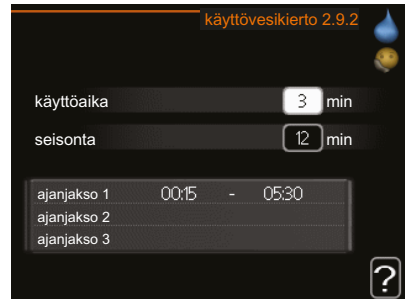 käyttövesikierto 2.9.2
käyttöaika 3 min
seisonta 12 min
ajanjakso 1 00:15 - 05:30
ajanjakso 2
ajanjakso 3
?